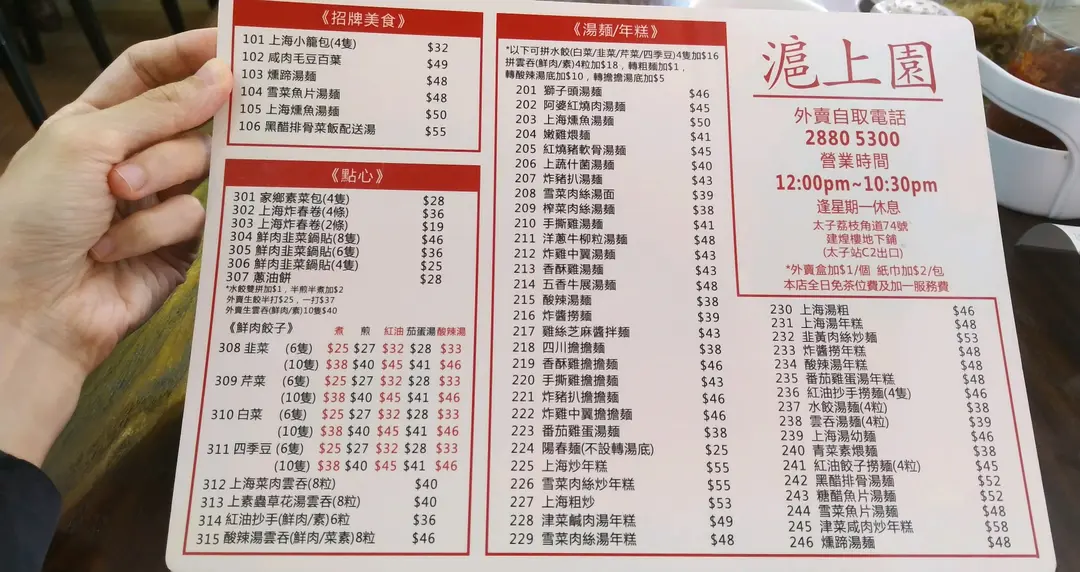 《招牌美食》
101 上海小籠包(4隻) $32
102 咸肉毛豆百葉 $49
103 燻蹄湯麵 $48
104 雪菜魚片湯麵 $48
105 上海燻魚湯麵 $50
106 黑醋排骨菜飯配送湯 $55
《點心》
301 家鄉素菜包(4隻) $28
302 上海炸春卷(4條) $36
303 上海炸春卷(2條) $19
304 鮮肉韭菜鍋貼(8隻) $46
305 鮮肉韭菜鍋貼(6隻) $36
306 鮮肉韭菜鍋貼(4隻) $25
307 蔥油餅 $28
*水餃雙拼加$1，半煎半煮加$2
外賣生餃半打$25，一打$37
外賣生雲吞(鮮肉/素)10隻$40
《鮮肉餃子》 煮 煎 紅油 茄蛋湯 酸辣湯
308 韭菜 (6隻) $25 $27 $32 $28 $33
(10隻) $38 $40 $45 $41 $46
309 芹菜 (6隻) $25 $27 $32 $28 $33
(10隻) $38 $40 $45 $41 $46
310 白菜 (6隻) $25 $27 $32 $28 $33
(10隻) $38 $40 $45 $41 $46
311 四季豆 (6隻) $25 $27 $32 $28 $33
(10隻) $38 $40 $45 $41 $46
312 上海菜肉雲吞(8粒) $40
313 上素蟲草花湯雲吞(8粒) $40
314 紅油抄手(鮮肉/素)6粒 $36
315 酸辣湯雲吞(鮮肉/菜素)8粒 $46
《湯麵/年糕》
*以下可拼水餃(白菜/韭菜/芹菜/四季豆)4隻加$16
拼雲吞(鮮肉/素)4粒加$18，轉粗麵加$1，
轉酸辣湯底加$10，轉擔擔湯底加$5
201 獅子頭湯麵 $46
202 阿婆紅燒肉湯麵 $45
203 上海燻魚湯麵 $50
204 嫩雞煨麵 $41
205 紅燒豬軟骨湯麵 $45
206 上蔬什菌湯麵 $40
207 炸豬扒湯麵 $43
208 雪菜肉絲湯面 $39
209 榨菜肉絲湯麵 $38
210 手撕雞湯麵 $41
211 洋蔥牛柳粒湯麵 $48
212 炸雞中翼湯麵 $43
213 香酥雞湯麵 $43
214 五香牛展湯麵 $48
215 酸辣湯麵 $38
216 炸醬撈麵 $39
217 雞絲芝麻醬拌麵 $43
218 四川擔擔麵 $38
219 香酥雞擔擔麵 $46
220 手撕雞擔擔麵 $43
221 炸豬扒擔擔麵 $46
222 炸雞中翼擔擔麵 $46
223 番茄雞蛋湯麵 $38
224 陽春麵(不設轉湯底) $25
225 上海炒年糕 $55
226 雪菜肉絲炒年糕 $55
227 上海粗炒 $53
228 津菜鹹肉湯年糕 $49
229 雪菜肉絲湯年糕 $48
滬上園
外賣自取電話
2880 5300
營業時間
12:00pm~10:30pm
逢星期一休息
太子荔枝角道74號
建煌樓地下鋪
(太子站C2出口)
*外賣盒加$1/個 紙巾加$2/包
本店全日免茶位費及加一服務費
230 上海湯粗 $46
231 上海湯年糕 $48
232 韭黃肉絲炒麵 $53
233 炸醬撈年糕 $48
234 酸辣湯年糕 $48
235 番茄雞蛋湯年糕 $48
236 紅油抄手撈麵(4隻) $48
237 水餃湯麵(4粒) $38
238 雲吞湯麵(4粒) $39
239 上海湯幼麵 $46
240 青菜素煨麵 $38
241 紅油餃子撈麵(4粒) $45
242 黑醋排骨湯麵 $52
243 糖醋魚片湯麵 $52
244 雪菜魚片湯麵 $48
245 津菜咸肉炒年糕 $58
246 燻蹄湯麵 $48